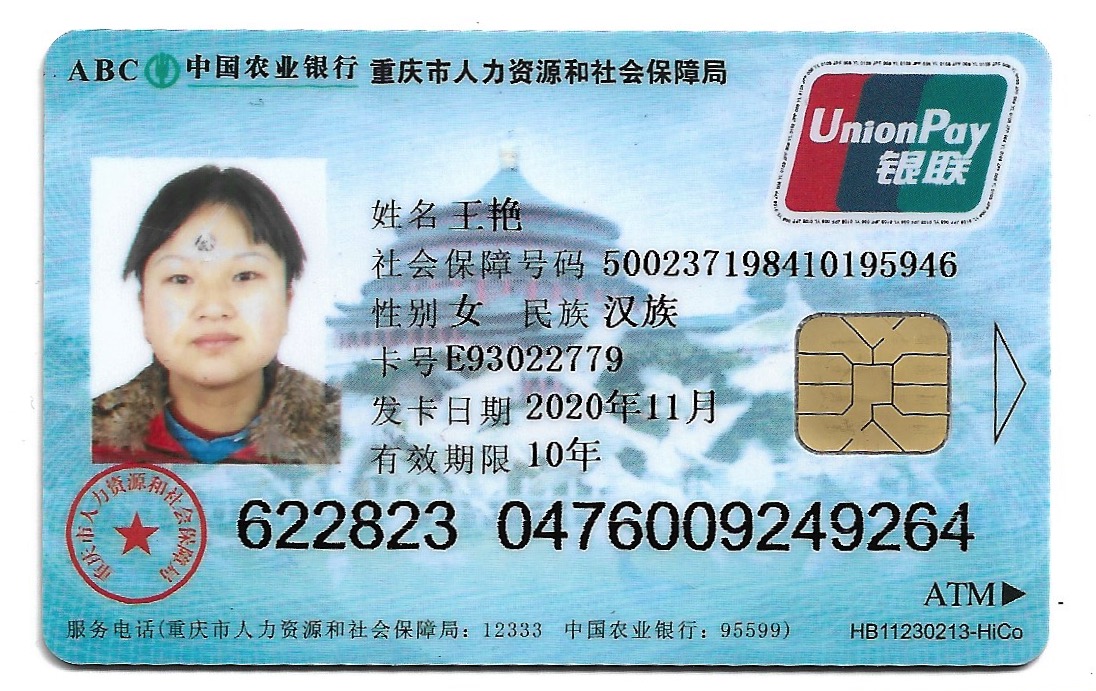 ABC 中国农业银行 重庆市人力资源和社会保障局
UnionPay
银联
姓名 王艳
社会保障号码 500237198410195946
性别 女 民族 汉族
卡号 E93022779
发卡日期 2020年11月
有效期限 10年
重庆市人力资源和社会保障局
622823 0476009249264
ATM
服务电话(重庆市人力资源和社会保障局：12333 中国农业银行：95599)
HB11230213-HiCo